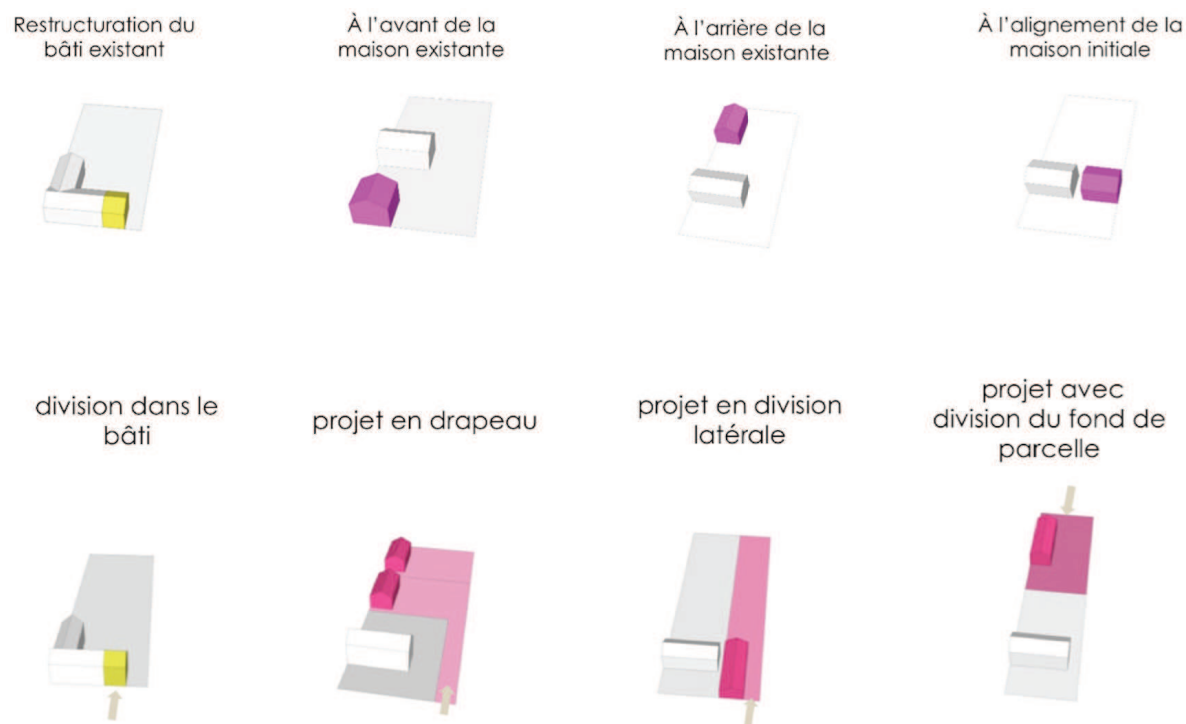 Restructuration du
bâti existant
À l’avant de la
maison existante
À l’arrière de la
maison existante
À l’alignement de la
maison initiale
division dans le
bâti
projet en drapeau
projet en division
latérale
projet avec
division du fond de
parcelle